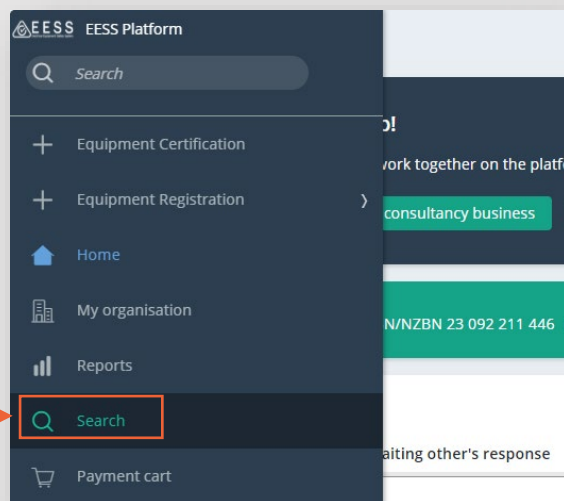 EESS EESS Platform
Search
Equipment Certification
Equipment Registration
Home
My organisation
Reports
Search
Payment cart
p!
work together on the platf
consultancy business
N/NZBN 23 092 211 446
aiting other's response